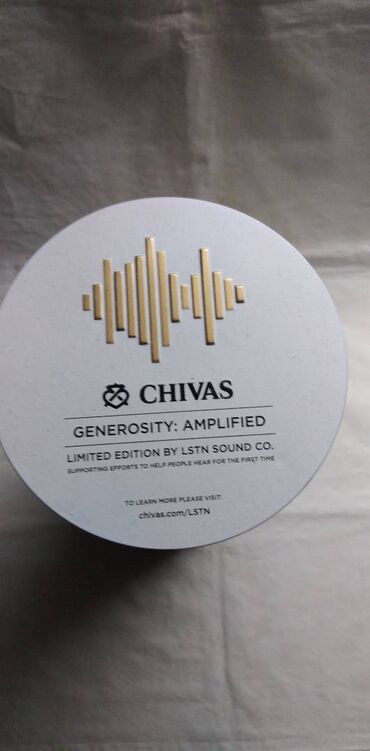 CHIVAS
GENEROSITY: AMPLIFIED
LIMITED EDITION BY LSTN SOUND CO.
SUPPORTING EFFORTS TO HELP PEOPLE HEAR FOR THE FIRST TIME
TO LEARN MORE PLEASE VISIT:
chivas.com/LSTN